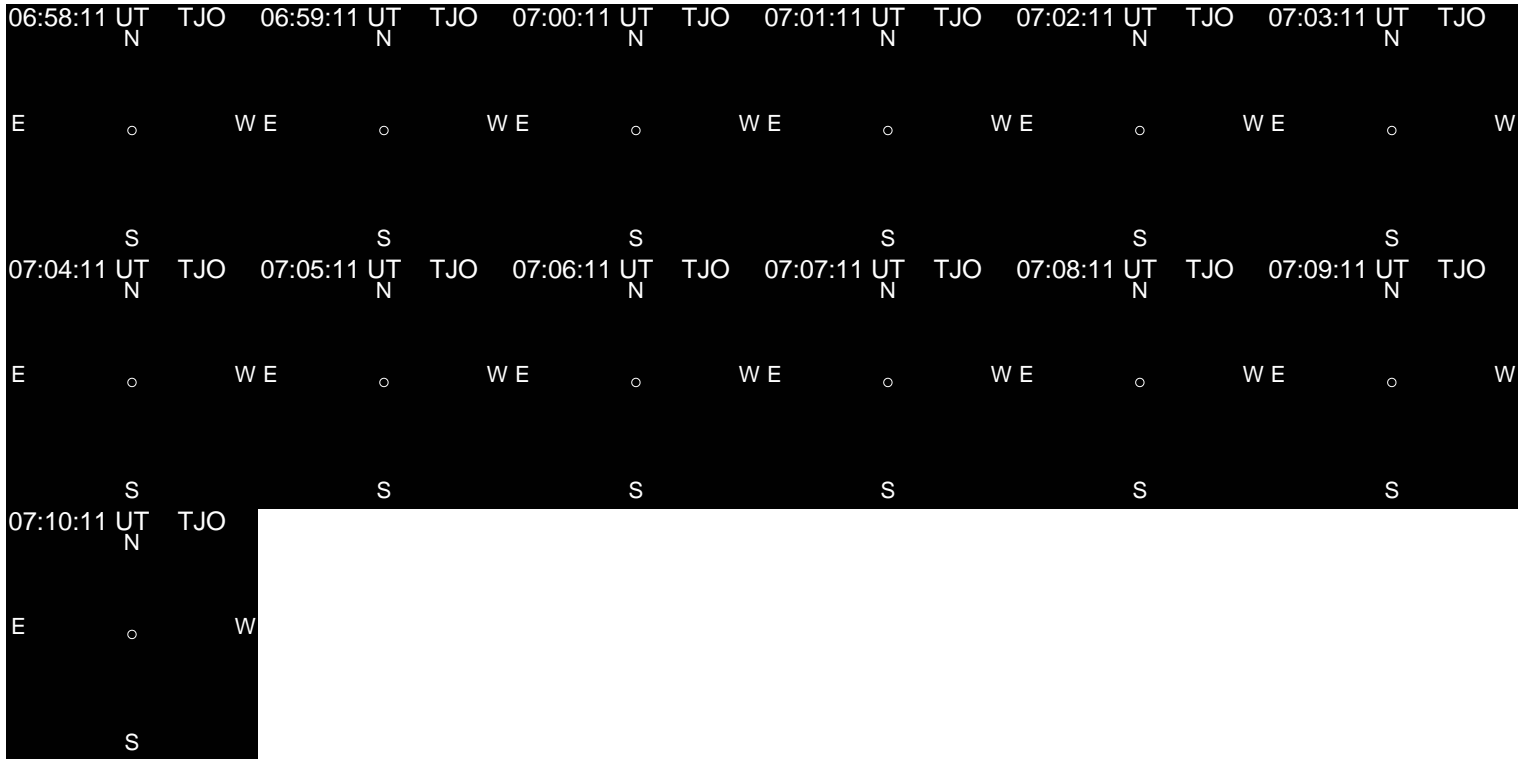 06:58:11 UT TJO 06:59:11 UT TJO 07:00:11 UT TJO 07:01:11 UT TJO 07:02:11 UT TJO 07:03:11 UT TJO
N N N N N N
E W E W E W E W E W E W
S S S S S S
07:04:11 UT TJO 07:05:11 UT TJO 07:06:11 UT TJO 07:07:11 UT TJO 07:08:11 UT TJO 07:09:11 UT TJO
N N N N N N
E W E W E W E W E W E W
S S S S S S
07:10:11 UT TJO
N
E W
S